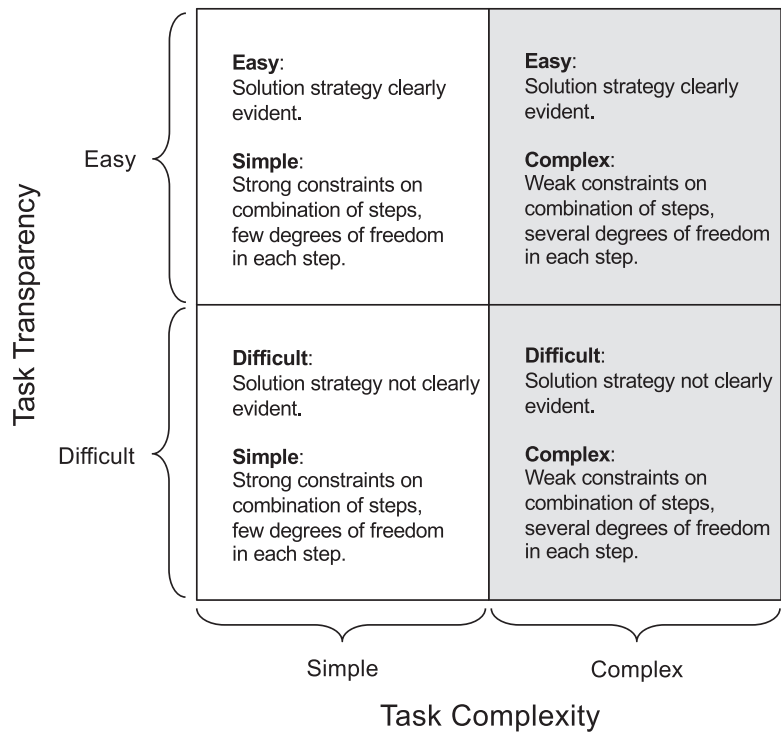 Easy:
Solution strategy clearly
evident.
Simple:
Strong constraints on
combination of steps,
few degrees of freedom
in each step.
Easy:
Solution strategy clearly
evident.
Complex:
Weak constraints on
combination of steps,
several degrees of freedom
in each step.
Easy
Task Transparency
Difficult:
Solution strategy not clearly
evident.
Simple:
Strong constraints on
combination of steps,
few degrees of freedom
in each step.
Difficult:
Solution strategy not clearly
evident.
Complex:
Weak constraints on
combination of steps,
several degrees of freedom
in each step.
Difficult
Simple
Complex
Task Complexity